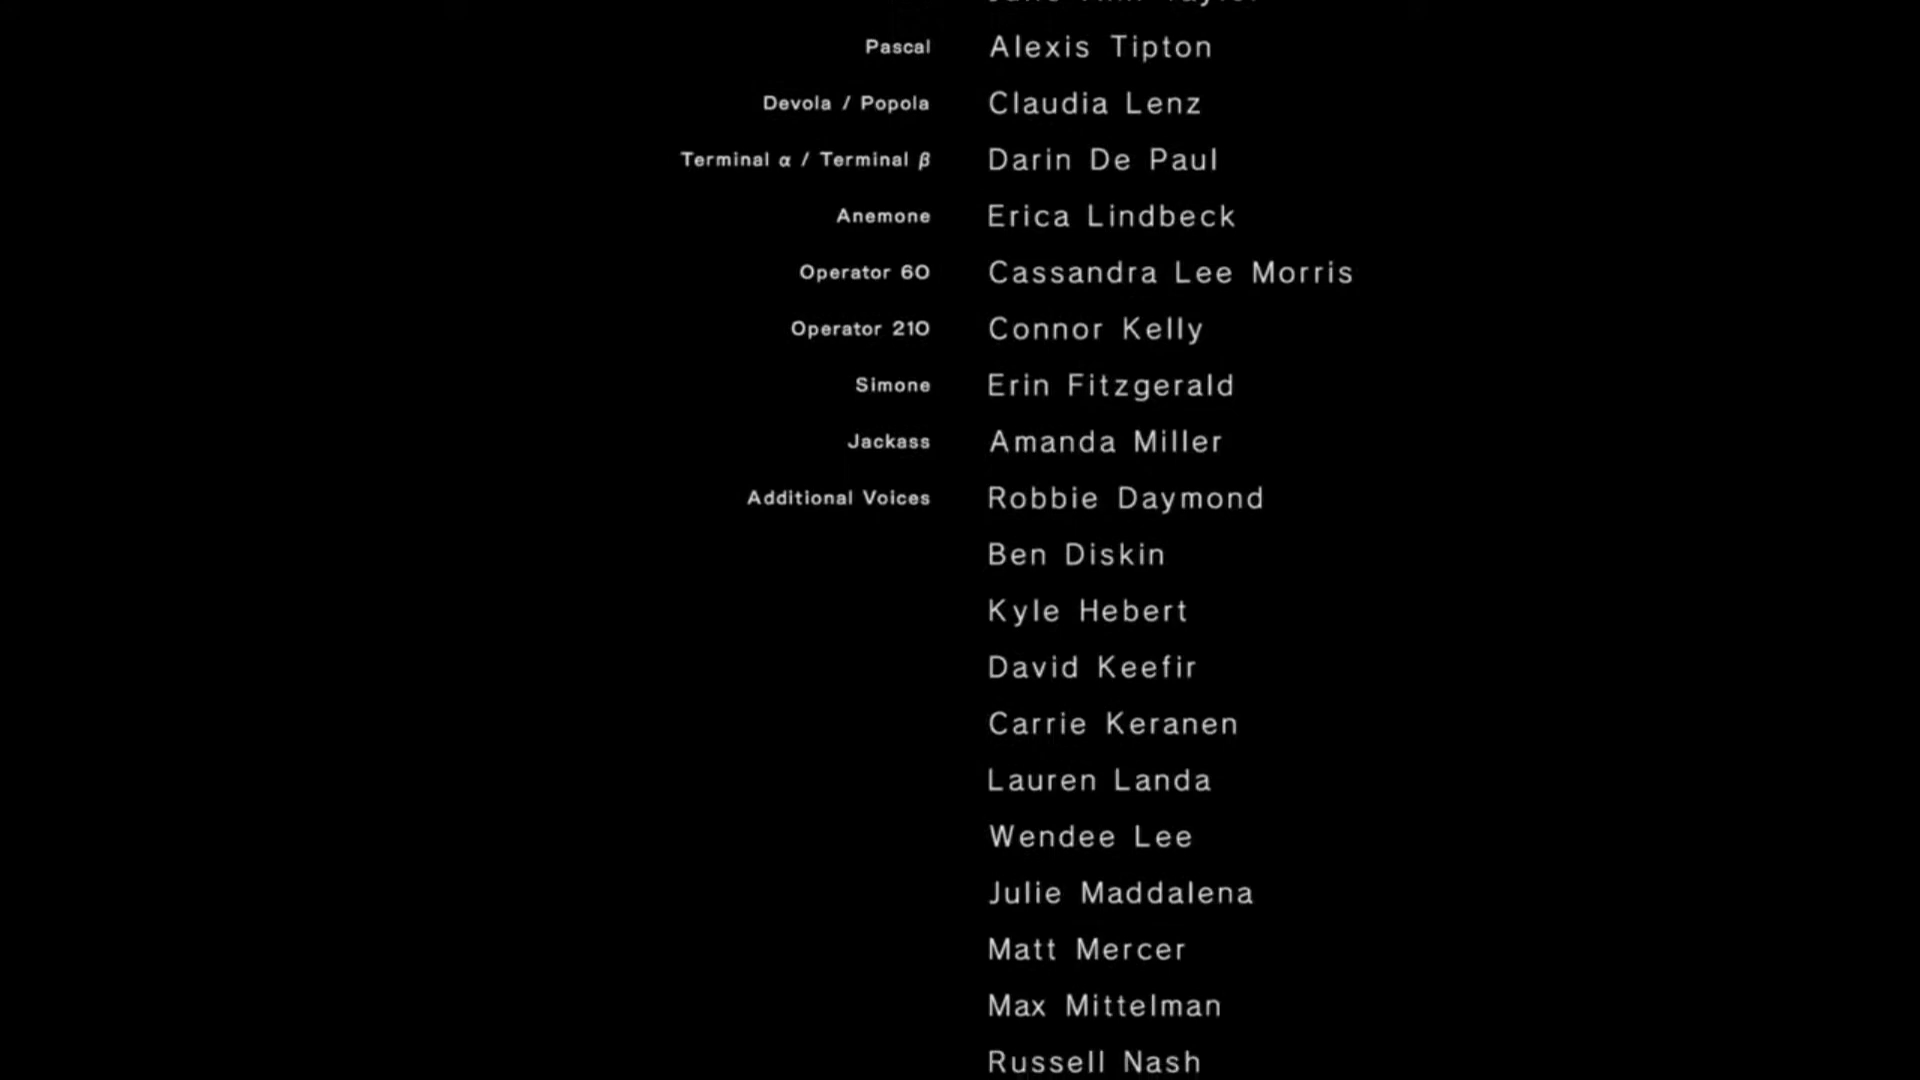 Pascal Alexis Tipton
Devola / Popola Claudia Lenz
Terminal α / Terminal β Darin De Paul
Anemone Erica Lindbeck
Operator 6O Cassandra Lee Morris
Operator 21O Connor Kelly
Simone Erin Fitzgerald
Jackass Amanda Miller
Additional Voices Robbie Daymond
Ben Diskin
Kyle Hebert
David Keefir
Carrie Keranen
Lauren Landa
Wendee Lee
Julie Maddalena
Matt Mercer
Max Mittelman
Russell Nash